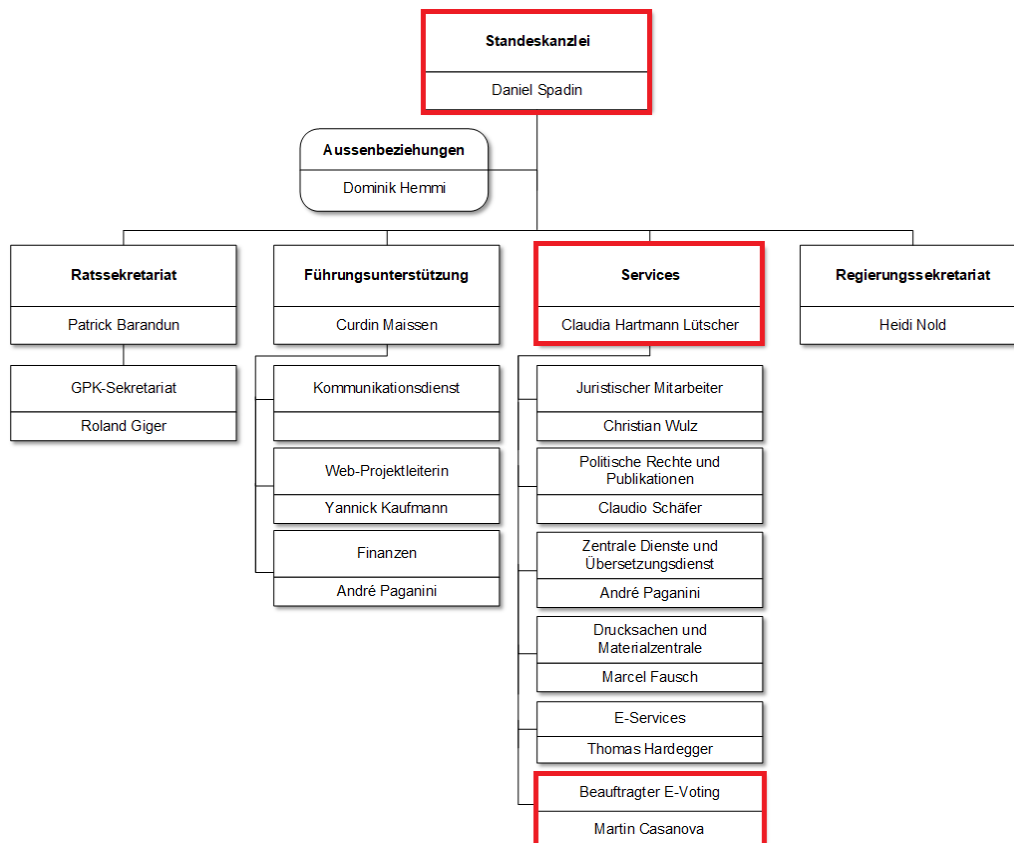 Standeskanzlei
Daniel Spadin
Aussenbeziehungen
Dominik Hemmi
Ratssekretariat
Patrick Barandun
GPK-Sekretariat
Roland Giger
Führungsunterstützung
Curdin Maissen
Kommunikationsdienst
Web-Projektleiterin
Yannick Kaufmann
Finanzen
André Paganini
Services
Claudia Hartmann Lütscher
Juristischer Mitarbeiter
Christian Wulz
Politische Rechte und
Publikationen
Claudio Schäfer
Zentrale Dienste und
Übersetzungsdienst
André Paganini
Drucksachen und
Materialzentrale
Marcel Fausch
E-Services
Thomas Hardegger
Beauftragter E-Voting
Martin Casanova
Regierungssekretariat
Heidi Nold